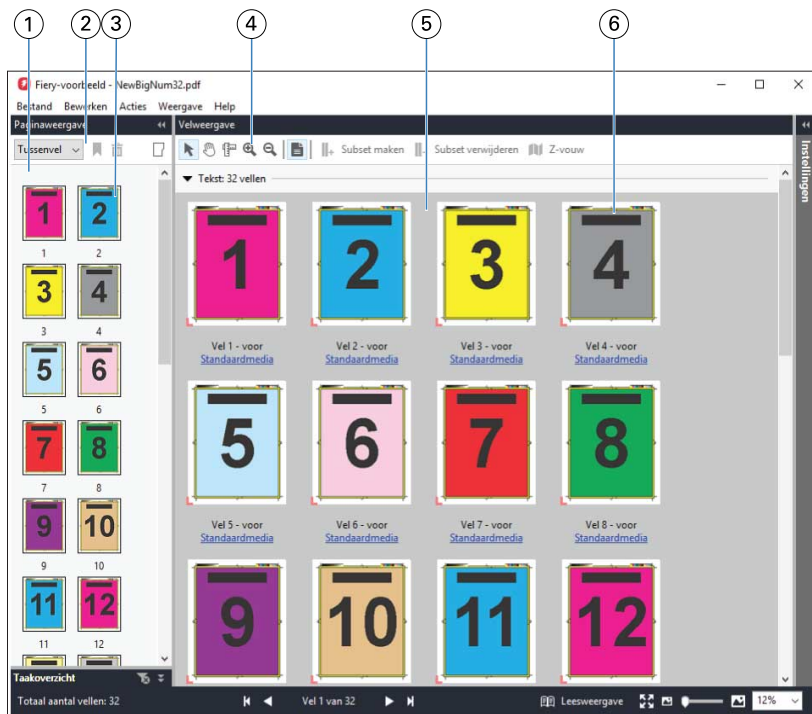 1 2 3 4 5 6
Fiery-voorbeeld - NewBigNum32.pdf
Bestand Bewerken Acties Weergave Help
Paginaweergave Velweergave
Tussenvel Subset maken Subset verwijderen Z-vouw
Instellingen
Tekst: 32 vellen
1 2
1 2
3 4
3 4
5 6
5 6
7 8
7 8
9 10
9 10
11 12
11 12
1 2 3 4
Vel 1 - voor Vel 2 - voor Vel 3 - voor Vel 4 - voor
Standaardmedia Standaardmedia Standaardmedia Standaardmedia
5 6 7 8
Vel 5 - voor Vel 6 - voor Vel 7 - voor Vel 8 - voor
Standaardmedia Standaardmedia Standaardmedia Standaardmedia
9 10 11 12
Taakoverzicht
Totaal aantal vellen: 32 Vel 1 van 32 Leesweergave 12%